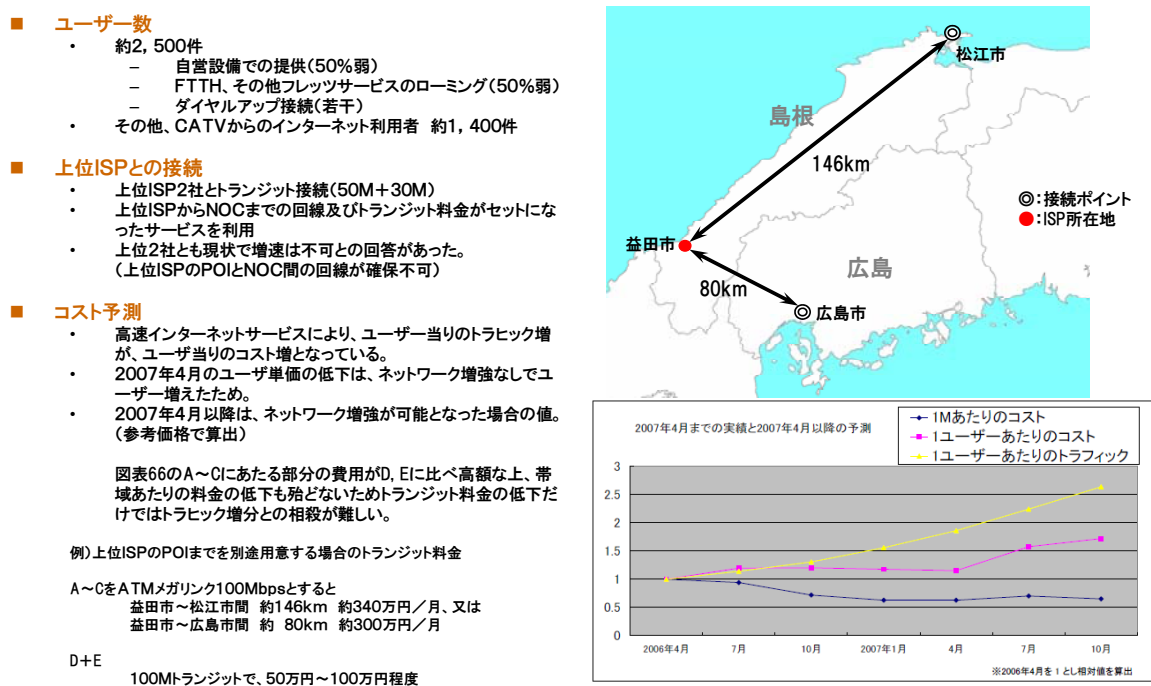 ■ ユーザー数
・ 約2,500件
− 自営設備での提供(50%弱)
− FTTH、その他フレッツサービスのローミング(50%弱)
− ダイヤルアップ接続(若干)
・ その他、CATVからのインターネット利用者 約1,400件
■ 上位ISPとの接続
・ 上位ISP2社とトランジット接続(50M+30M)
・ 上位ISPからNOCまでの回線及びトランジット料金がセットにな
ったサービスを利用
・ 上位2社とも現状で増速は不可との回答があった。
(上位ISPのPOIとNOC間の回線が確保不可)
■ コスト予測
・ 高速インターネットサービスにより、ユーザー当りのトラヒック増
が、ユーザ当りのコスト増となっている。
・ 2007年4月のユーザ単価の低下は、ネットワーク増強なしでユ
ーザー増えたため。
・ 2007年4月以降は、ネットワーク増強が可能となった場合の値。
(参考価格で算出)
図表66のA~Cにあたる部分の費用がD,Eに比べ高額な上、帯
域あたりの料金の低下も殆どないためトランジット料金の低下だ
けではトラヒック増分との相殺が難しい。
例)上位ISPのPOIまでを別途用意する場合のトランジット料金
A~CをATMメガリンク100Mbpsとすると
益田市~松江市間 約146km 約340万円/月、又は
益田市~広島市間 約 80km 約300万円/月
D+E
100Mトランジットで、50万円~100万円程度
松江市
島根
146km
◎:接続ポイント
●:ISP所在地
益田市
広島
80km
広島市
2007年4月までの実績と2007年4月以降の予測
1Mあたりのコスト
1ユーザーあたりのコスト
1ユーザーあたりのトラフィック
3
2.5
2
1.5
1
0.5
0
2006年4月 7月 10月 2007年1月 4月 7月 10月
※2006年4月を1とし相対値を算出